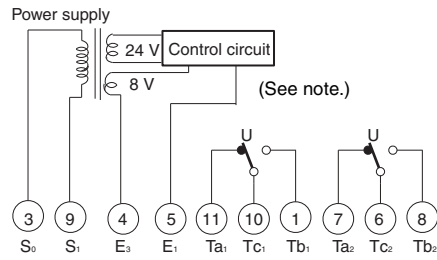 Power supply
24 V Control circuit
8 V
(See note.)
U U
3 9 4 5 11 10 1 7 6 8
S₀ S₁ E₃ E₁ Ta₁ Tc₁ Tb₁ Ta₂ Tc₂ Tb₂